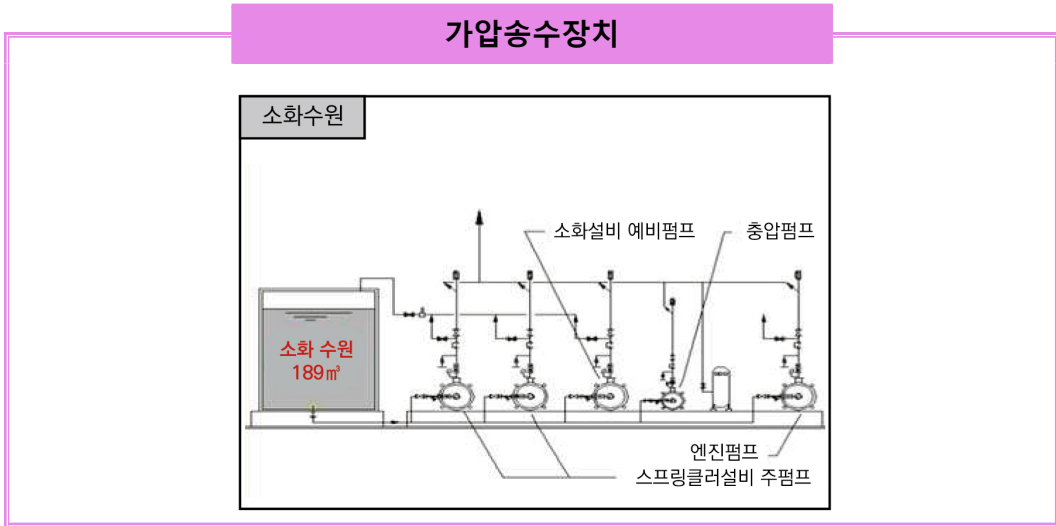 가압송수장치
소화수원
소화설비 예비펌프
충압펌프
소화 수원
189㎥
엔진펌프
스프링클러설비 주펌프